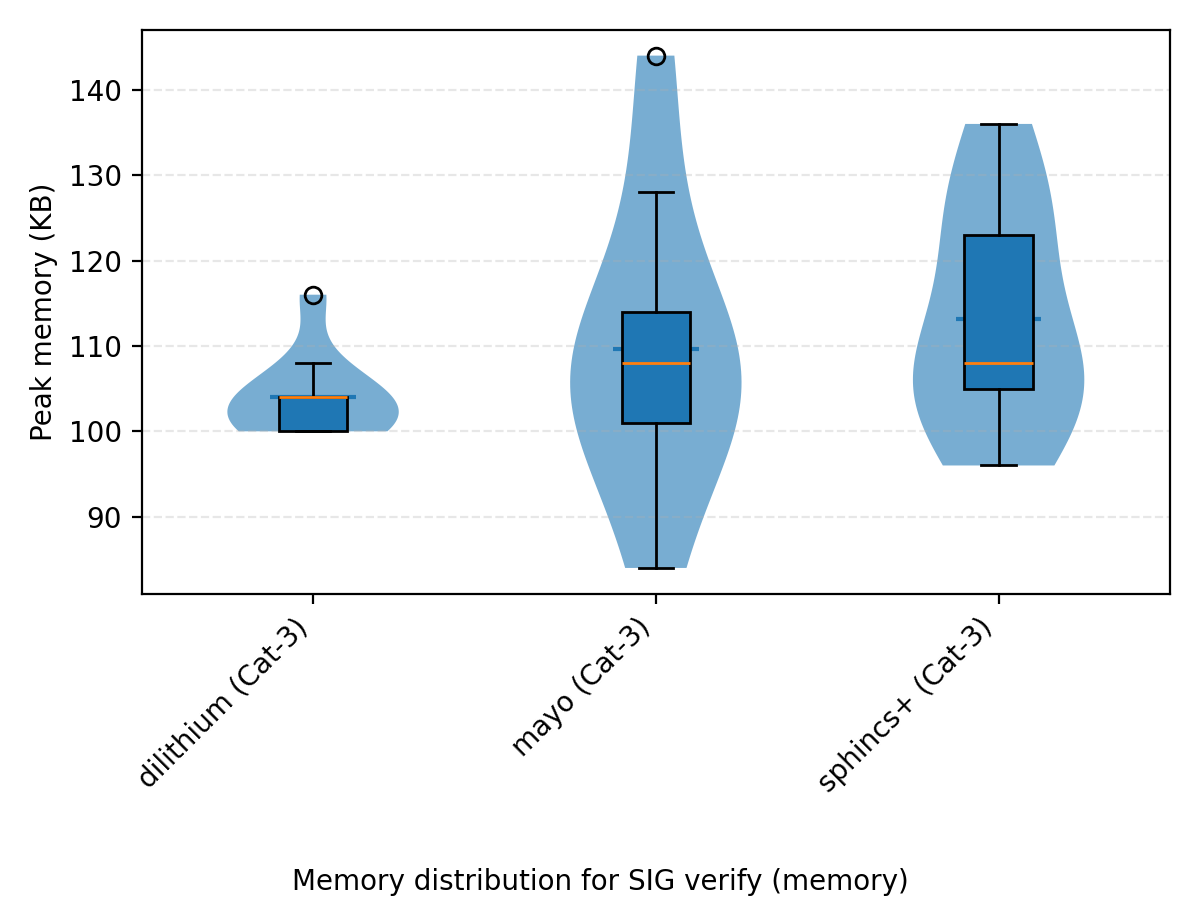 140
130
120
110
100
90
Peak memory (KB)
dilithium (Cat-3)
mayo (Cat-3)
sphincs+ (Cat-3)
Memory distribution for SIG verify (memory)